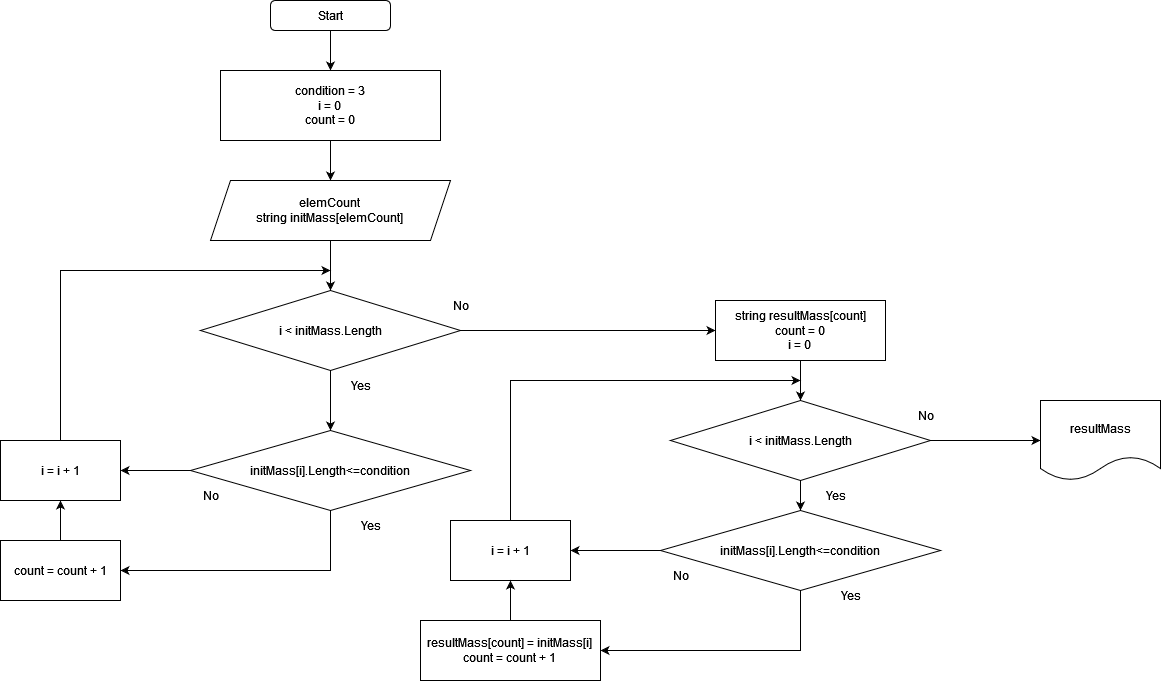 Start
condition = 3
i = 0
count = 0
elemCount
string initMass[elemCount]
i < initMass.Length
No
Yes
initMass[i].Length<=condition
No
Yes
i = i + 1
count = count + 1
string resultMass[count]
count = 0
i = 0
i < initMass.Length
No
Yes
resultMass
initMass[i].Length<=condition
No
Yes
i = i + 1
resultMass[count] = initMass[i]
count = count + 1